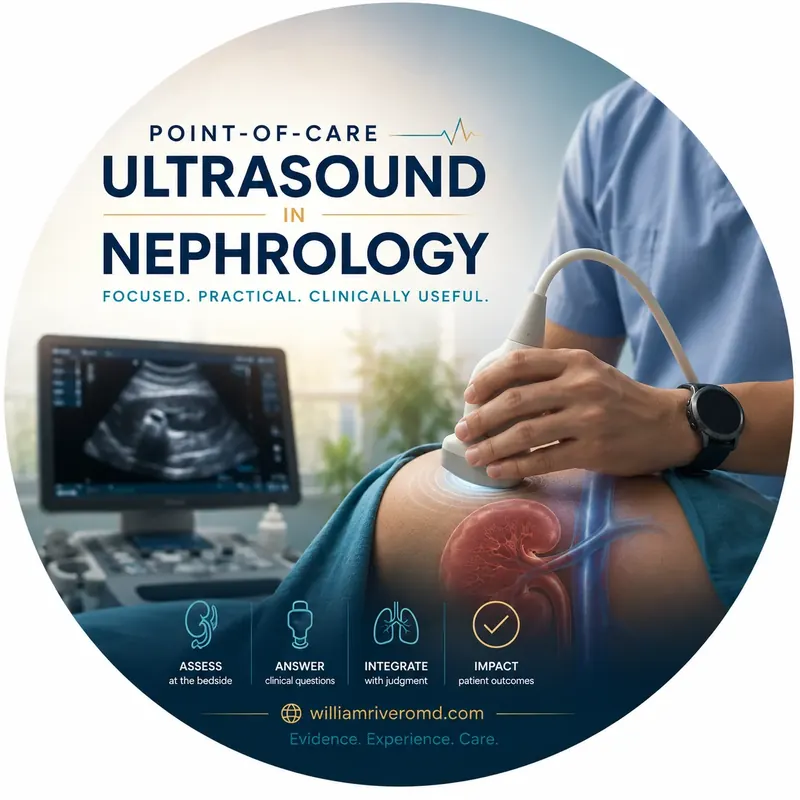 POINT-OF-CARE
ULTRASOUND
IN
NEPHROLOGY
FOCUSED. PRACTICAL. CLINICALLY USEFUL.
ASSESS
at the bedside
ANSWER
clinical questions
INTEGRATE
with judgment
IMPACT
patient outcomes
williamriveromd.com
Evidence. Experience. Care.